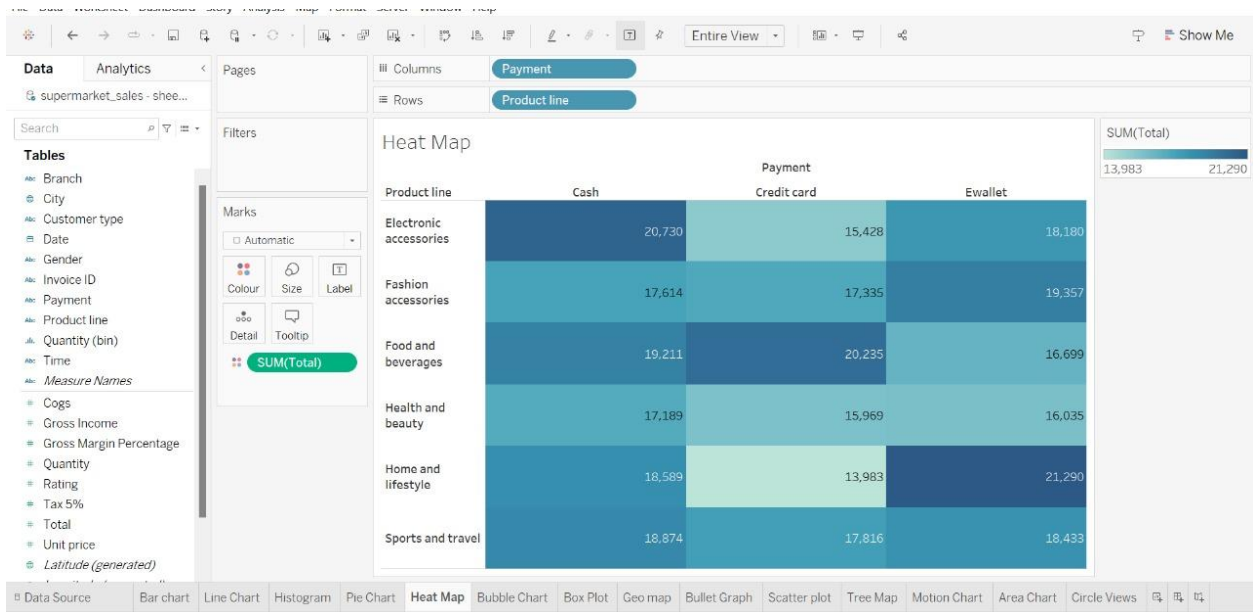 Entire View
Show Me
Data Analytics
Pages
Columns Payment
supermarket_sales - shee...
Rows Product line
Search
Filters
Heat Map
SUM(Total)
13,983 21,290
Tables
Abc Branch
City
Abc Customer type
Date
Abc Gender
Abc Invoice ID
Abc Payment
Abc Product line
Quantity (bin)
Abc Time
Abc Measure Names
Cogs
Gross Income
Gross Margin Percentage
Quantity
Rating
Tax 5%
Total
Unit price
Latitude (generated)
Marks
Automatic
Colour Size Label
Detail Tooltip
SUM(Total)
Payment
Product line Cash Credit card Ewallet
Electronic
accessories 20,730 15,428 18,180
Fashion
accessories 17,614 17,335 19,357
Food and
beverages 19,211 20,235 16,699
Health and
beauty 17,189 15,969 16,035
Home and
lifestyle 18,589 13,983 21,290
Sports and travel 18,874 17,816 18,433
Data Source Bar chart Line Chart Histogram Pie Chart Heat Map Bubble Chart Box Plot Geo map Bullet Graph Scatter plot Tree Map Motion Chart Area Chart Circle Views